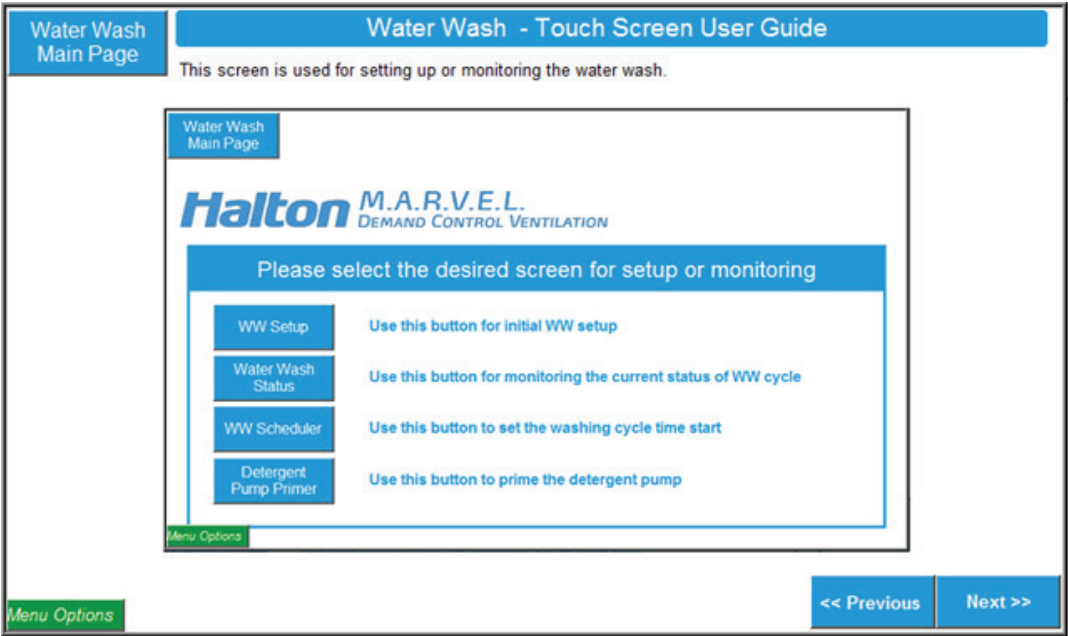 Water Wash
Main Page
Water Wash - Touch Screen User Guide
This screen is used for setting up or monitoring the water wash.
Water Wash
Main Page
Halton M.A.R.V.E.L.
DEMAND CONTROL VENTILATION
Please select the desired screen for setup or monitoring
WW Setup
Use this button for initial WW setup
Water Wash
Status
Use this button for monitoring the current status of WW cycle
WW Scheduler
Use this button to set the washing cycle time start
Detergent
Pump Primer
Use this button to prime the detergent pump
Menu Options
<< Previous
Next >>
Menu Options